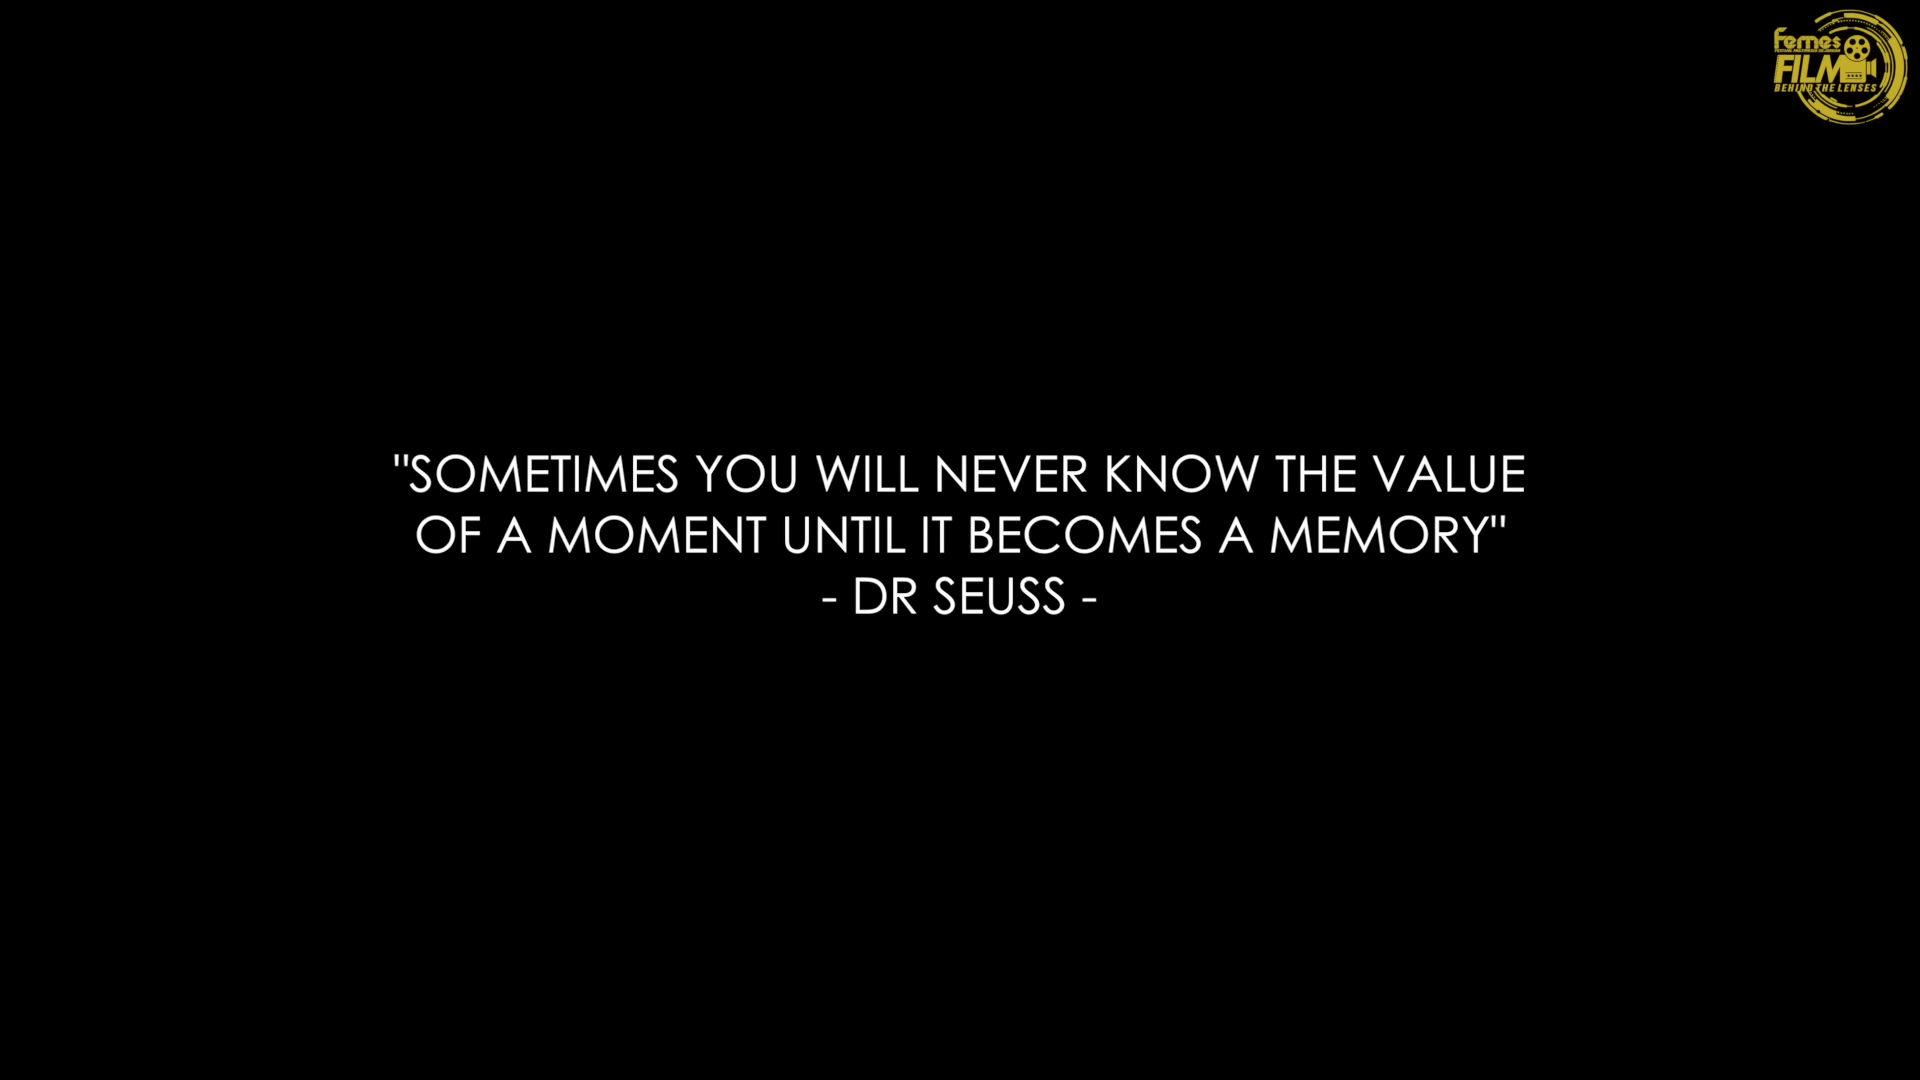 Femes
FILM
BEHIND THE LENSES
"SOMETIMES YOU WILL NEVER KNOW THE VALUE
OF A MOMENT UNTIL IT BECOMES A MEMORY"
- DR SEUSS -